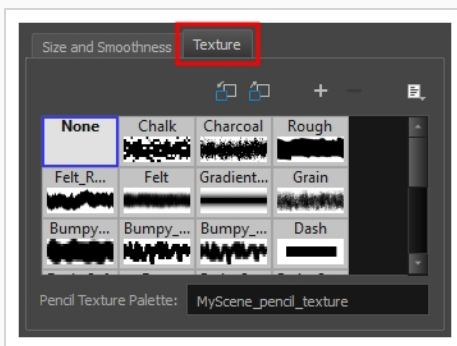 Size and Smoothness Texture
None Chalk Charcoal Rough
Felt_R... Felt Gradient... Grain
Bumpy... Bumpy_... Bumpy_... Dash
Pencil Texture Palette: MyScene_pencil_texture